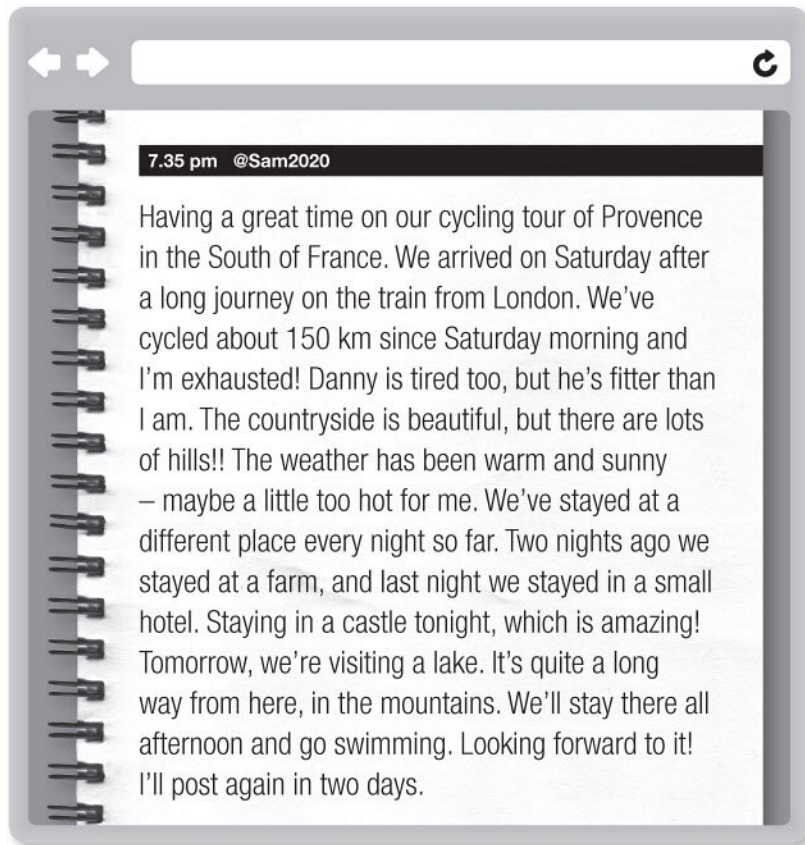 7.35 pm @Sam2020
Having a great time on our cycling tour of Provence
in the South of France. We arrived on Saturday after
a long journey on the train from London. We’ve
cycled about 150 km since Saturday morning and
I’m exhausted! Danny is tired too, but he’s fitter than
I am. The countryside is beautiful, but there are lots
of hills!! The weather has been warm and sunny
– maybe a little too hot for me. We’ve stayed at a
different place every night so far. Two nights ago we
stayed at a farm, and last night we stayed in a small
hotel. Staying in a castle tonight, which is amazing!
Tomorrow, we’re visiting a lake. It’s quite a long
way from here, in the mountains. We’ll stay there all
afternoon and go swimming. Looking forward to it!
I’ll post again in two days.